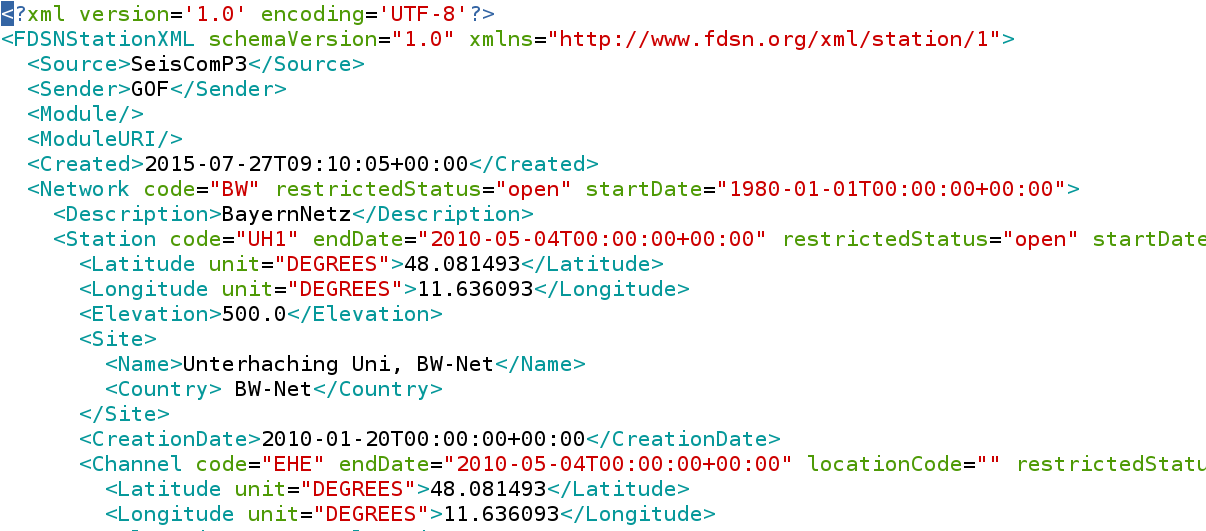 <?xml version='1.0' encoding='UTF-8'?>
<FDSNStationXML schemaVersion="1.0" xmlns="http://www.fdsn.org/xml/station/1">
  <Source>SeisComP3</Source>
  <Sender>GOF</Sender>
  <Module/>
  <ModuleURI/>
  <Created>2015-07-27T09:10:05+00:00</Created>
  <Network code="BW" restrictedStatus="open" startDate="1980-01-01T00:00:00+00:00">
    <Description>BayernNetz</Description>
    <Station code="UH1" endDate="2010-05-04T00:00:00+00:00" restrictedStatus="open" startDate
      <Latitude unit="DEGREES">48.081493</Latitude>
      <Longitude unit="DEGREES">11.636093</Longitude>
      <Elevation>500.0</Elevation>
      <Site>
        <Name>Unterhaching Uni, BW-Net</Name>
        <Country> BW-Net</Country>
      </Site>
      <CreationDate>2010-01-20T00:00:00+00:00</CreationDate>
      <Channel code="EHE" endDate="2010-05-04T00:00:00+00:00" locationCode="" restrictedStatu
        <Latitude unit="DEGREES">48.081493</Latitude>
        <Longitude unit="DEGREES">11.636093</Longitude>